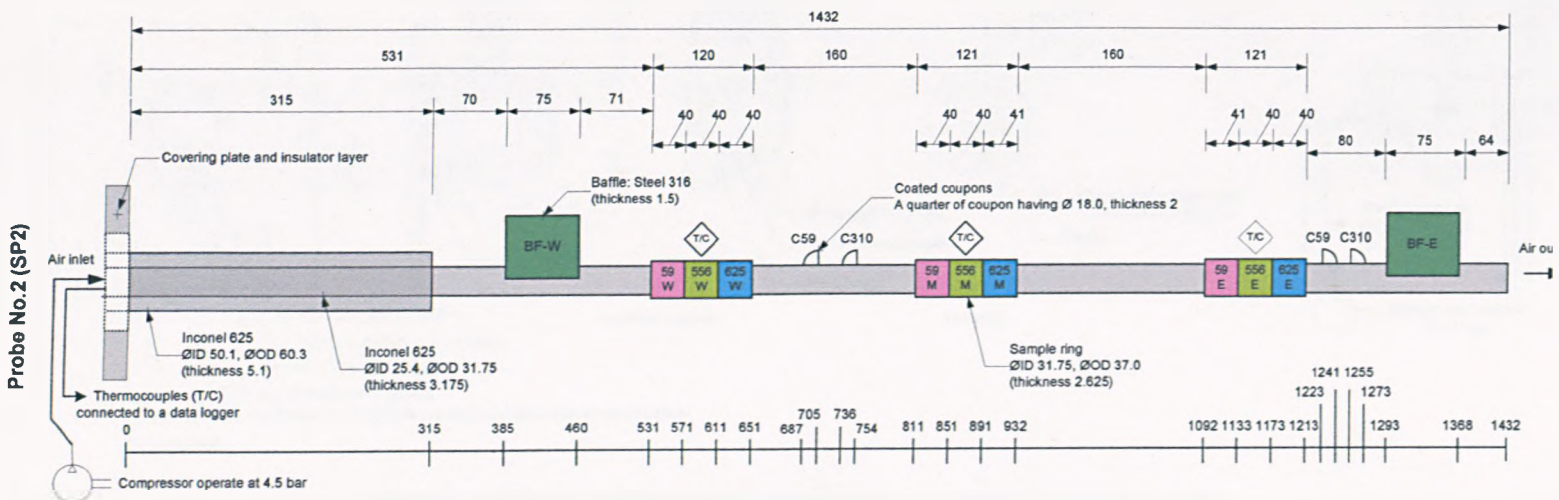 1432
531
120
160
121
160
121
315
70
75
71
40
40
40
40
40
41
41
40
40
80
75
64
Covering plate and insulator layer
Baffle: Steel 316
(thickness 1.5)
Coated coupons
A quarter of coupon having Ø 18.0, thickness 2
Probe No.2 (SP2)
Air inlet
BF-W
T/C
C59
C310
T/C
T/C
C59
C310
BF-E
Air ou
59
W
556
W
625
W
59
M
556
M
625
M
59
E
556
E
625
E
Inconel 625
ØID 50.1, ØOD 60.3
(thickness 5.1)
Inconel 625
ØID 25.4, ØOD 31.75
(thickness 3.175)
Sample ring
ØID 31.75, ØOD 37.0
(thickness 2.625)
Thermocouples (T/C)
connected to a data logger
0
315
385
460
531
571
611
651
687
705
736
754
811
851
891
932
1092
1133
1173
1213
1223
1241
1255
1273
1293
1368
1432
Compressor operate at 4.5 bar